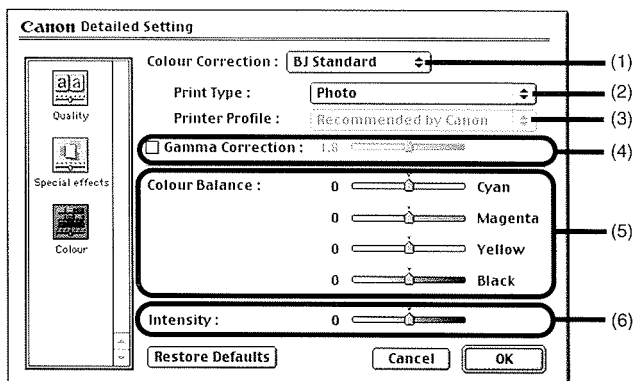 Canon Detailed Setting
Colour Correction : BJ Standard (1)
a a
Quality
Print Type : Photo (2)
Printer Profile : Recommended by Canon (3)
Gamma Correction : 1.8 (4)
Special effects
Colour Balance : 0 Cyan
0 Magenta (5)
Colour
0 Yellow
0 Black
Intensity : 0 (6)
Restore Defaults Cancel OK